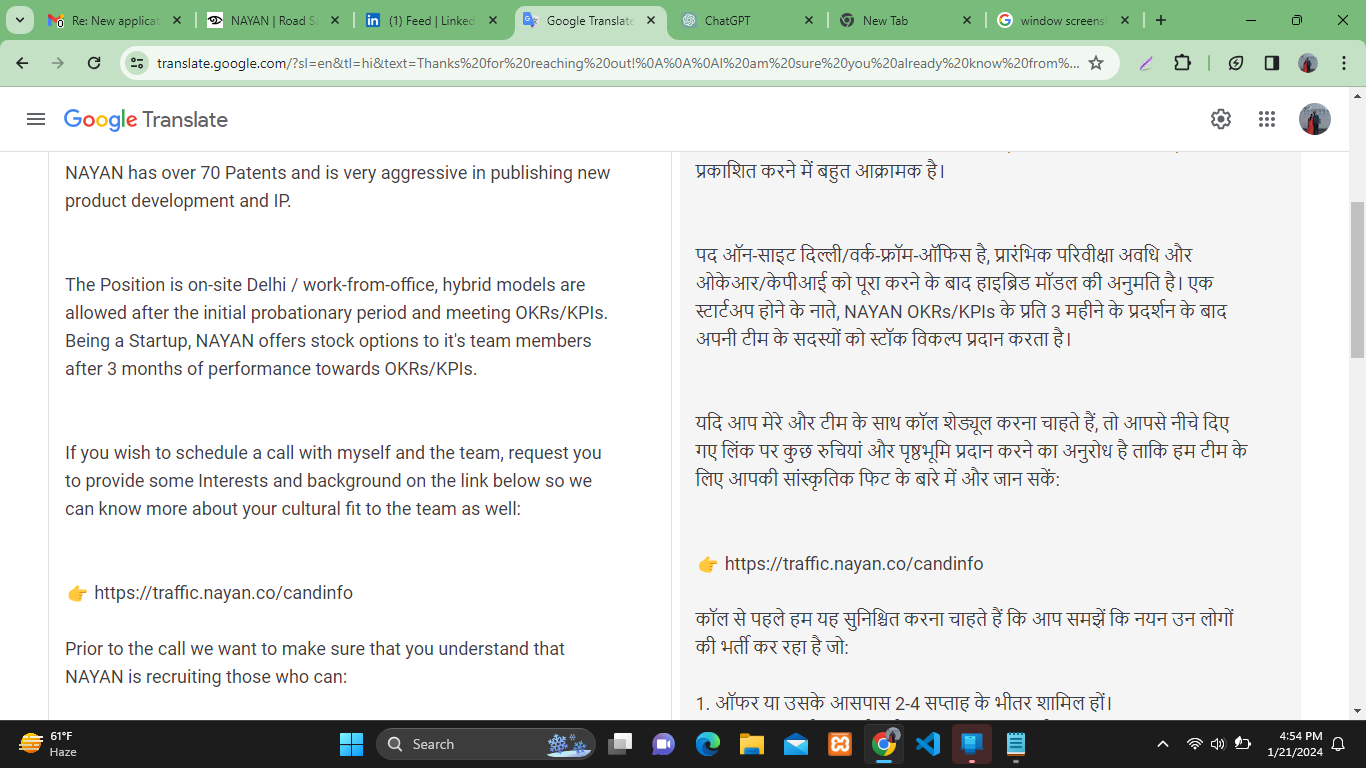 Re: New applicat
NAYAN | Road S
(1) Feed | Linked
Google Translate
ChatGPT
New Tab
window screensh
translate.google.com/?sl=en&tl=hi&text=Thanks%20for%20reaching%20out!%0A%0A%0AI%20am%20sure%20you%20already%20know%20from%...
Google Translate
NAYAN has over 70 Patents and is very aggressive in publishing new
product development and IP.
The Position is on-site Delhi / work-from-office, hybrid models are
allowed after the initial probationary period and meeting OKRs/KPIs.
Being a Startup, NAYAN offers stock options to it's team members
after 3 months of performance towards OKRs/KPIs.
If you wish to schedule a call with myself and the team, request you
to provide some Interests and background on the link below so we
can know more about your cultural fit to the team as well:
👉 https://traffic.nayan.co/candinfo
Prior to the call we want to make sure that you understand that
NAYAN is recruiting those who can:
प्रकाशित करने में बहुत आक्रामक है।
पद ऑन-साइट दिल्ली/वर्क-फ्रॉम-ऑफिस है, प्रारंभिक परिवीक्षा अवधि और
ओकेआर/केपीआई को पूरा करने के बाद हाइब्रिड मॉडल की अनुमति है। एक
स्टार्टअप होने के नाते, NAYAN OKRs/KPIs के प्रति 3 महीने के प्रदर्शन के बाद
अपनी टीम के सदस्यों को स्टॉक विकल्प प्रदान करता है।
यदि आप मेरे और टीम के साथ कॉल शेड्यूल करना चाहते हैं, तो आपसे नीचे दिए
गए लिंक पर कुछ रुचियां और पृष्ठभूमि प्रदान करने का अनुरोध है ताकि हम टीम के
लिए आपकी सांस्कृतिक फिट के बारे में और जान सकें:
👉 https://traffic.nayan.co/candinfo
कॉल से पहले हम यह सुनिश्चित करना चाहते हैं कि आप समझें कि नयन उन लोगों
की भर्ती कर रहा है जो:
1. ऑफर या उसके आसपास 2-4 सप्ताह के भीतर शामिल हों।
61°F
Haze
Search
4:54 PM
1/21/2024